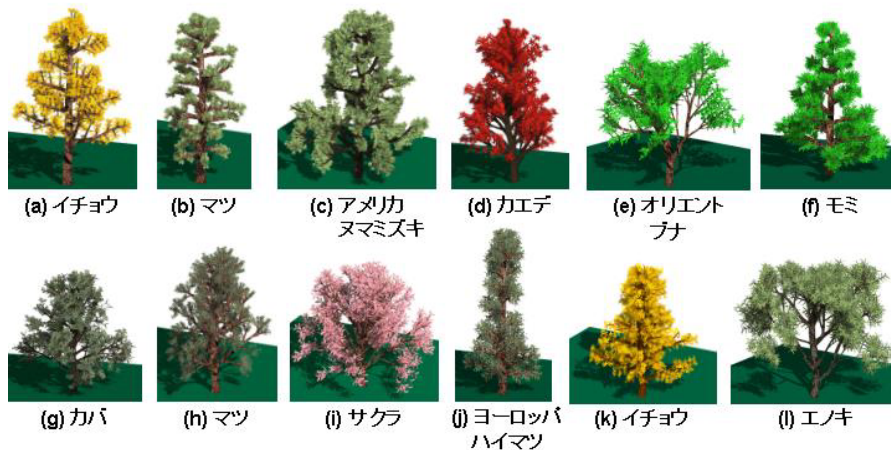 (a) イチョウ
(b) マツ
(c) アメリカ
ヌマミズキ
(d) カエデ
(e) オリエント
ブナ
(f) モミ
(g) カバ
(h) マツ
(i) サクラ
(j) ヨーロッパ
ハイマツ
(k) イチョウ
(l) エノキ